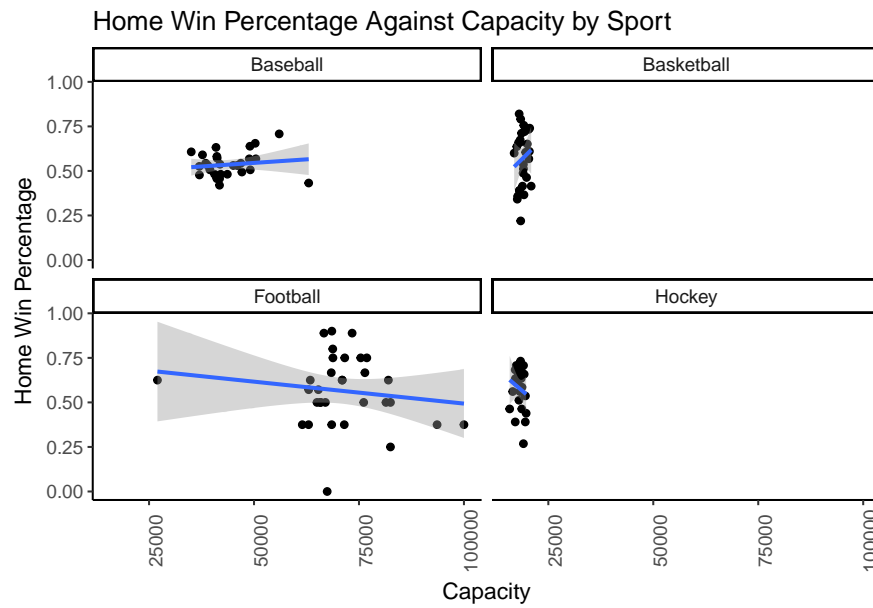 Home Win Percentage Against Capacity by Sport
Baseball
Basketball
1.00
0.75
0.50
0.25
0.00
Football
Hockey
1.00
0.75
0.50
0.25
0.00
Home Win Percentage
25000
50000
75000
100000
25000
50000
75000
100000
Capacity